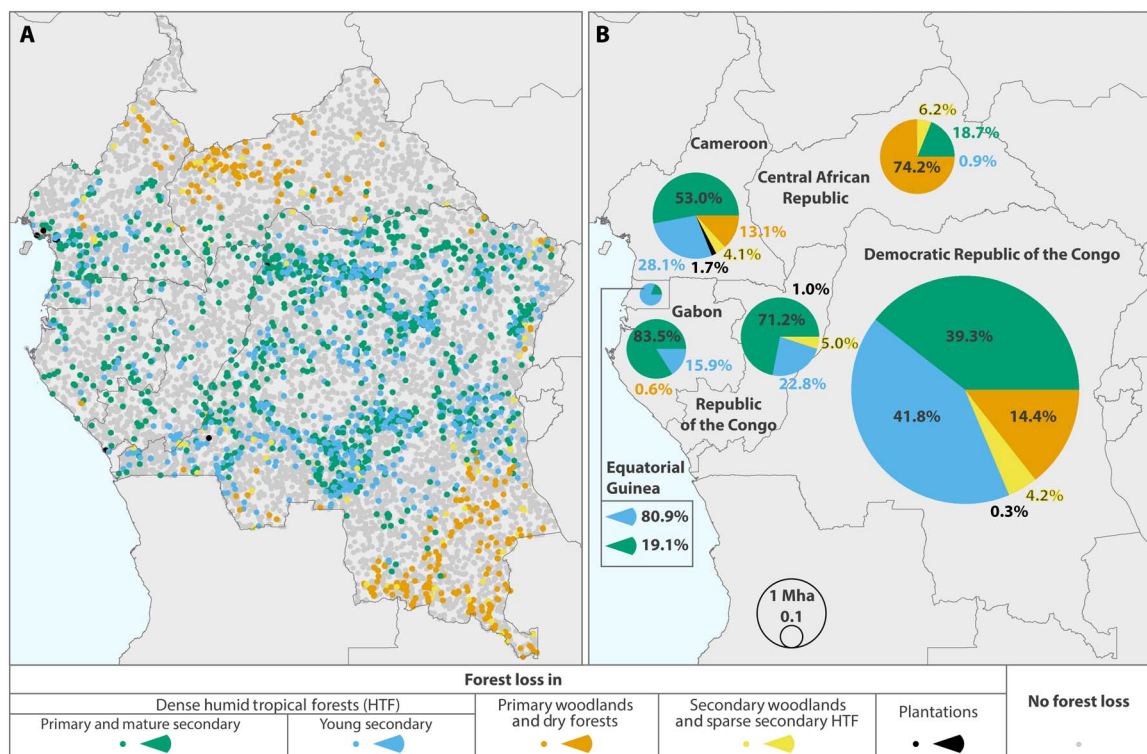 A
B
Cameroon
53.0%
13.1%
4.1%
1.7%
28.1%
Central African
Republic
6.2%
18.7%
0.9%
74.2%
Democratic Republic of the Congo
39.3%
14.4%
4.2%
0.3%
41.8%
Gabon
83.5%
15.9%
0.6%
1.0%
71.2%
5.0%
22.8%
Republic
of the Congo
Equatorial
Guinea
80.9%
19.1%
1 Mha
0.1
Forest loss in
Dense humid tropical forests (HTF)
Primary and mature secondary
Young secondary
Primary woodlands
and dry forests
Secondary woodlands
and sparse secondary HTF
Plantations
No forest loss